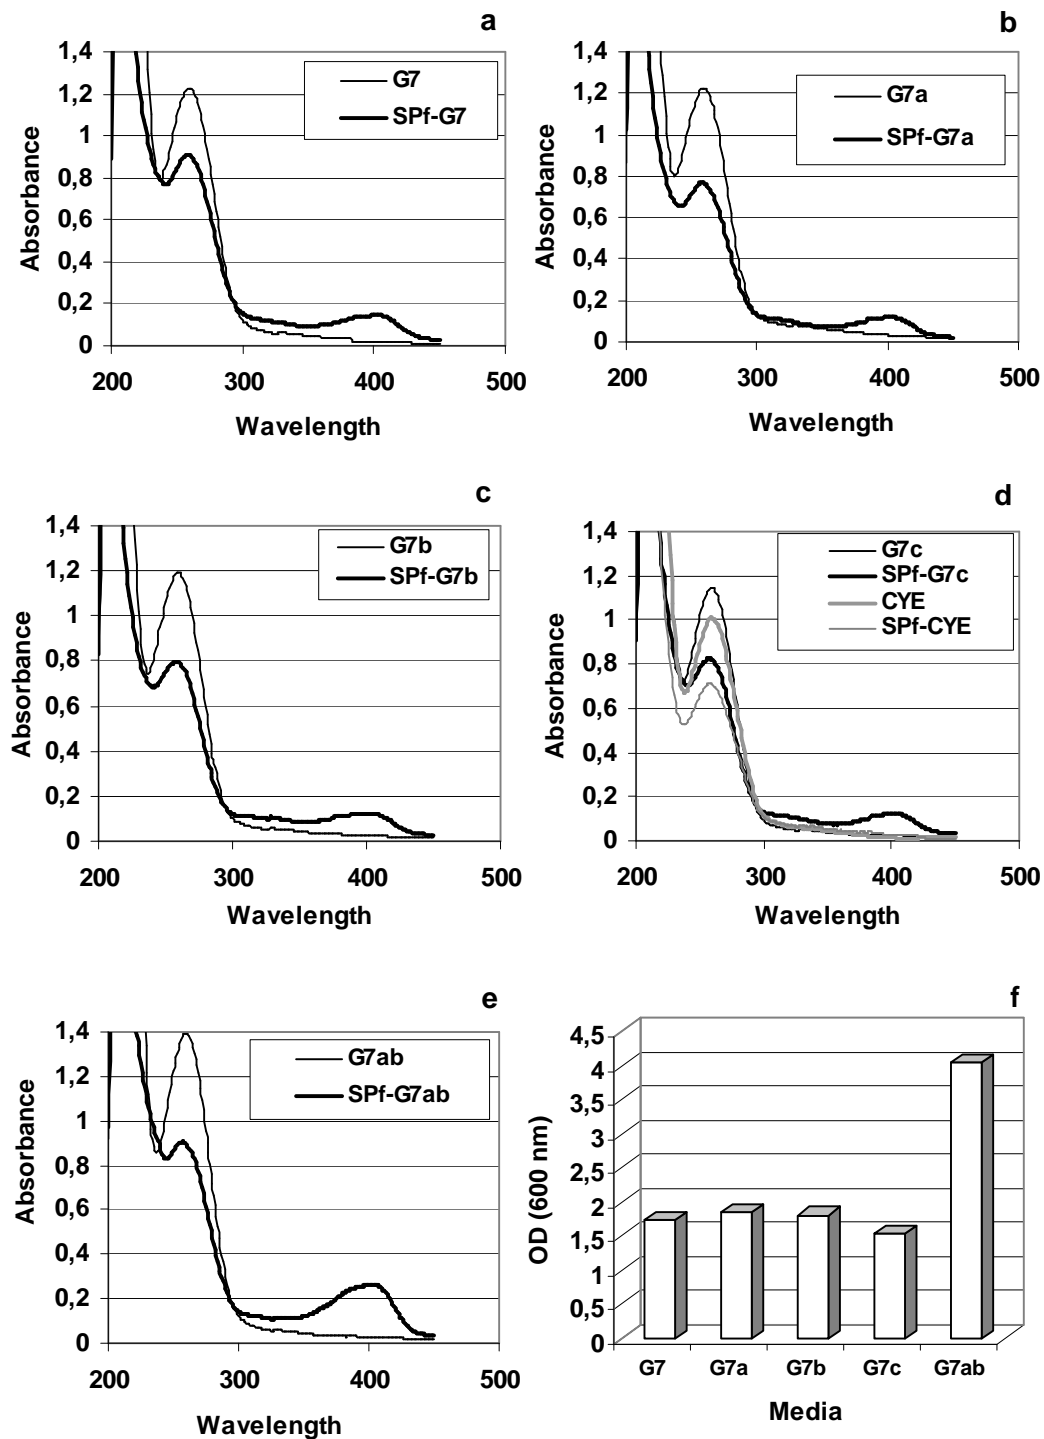 a
1,4
1,2
1
0,8
0,6
0,4
0,2
0
Absorbance
G7
SPf-G7
200 300 400 500
Wavelength
b
1,4
1,2
1
0,8
0,6
0,4
0,2
0
Absorbance
G7a
SPf-G7a
200 300 400 500
Wavelength
c
1,4
1,2
1
0,8
0,6
0,4
0,2
0
Absorbance
G7b
SPf-G7b
200 300 400 500
Wavelength
d
1,4
1,2
1
0,8
0,6
0,4
0,2
0
Absorbance
G7c
SPf-G7c
CYE
SPf-CYE
200 300 400 500
Wavelength
e
1,4
1,2
1
0,8
0,6
0,4
0,2
0
Absorbance
G7ab
SPf-G7ab
200 300 400 500
Wavelength
f
4,5
4
3,5
3
2,5
2
1,5
1
0,5
0
OD (600 nm)
G7 G7a G7b G7c G7ab
Media